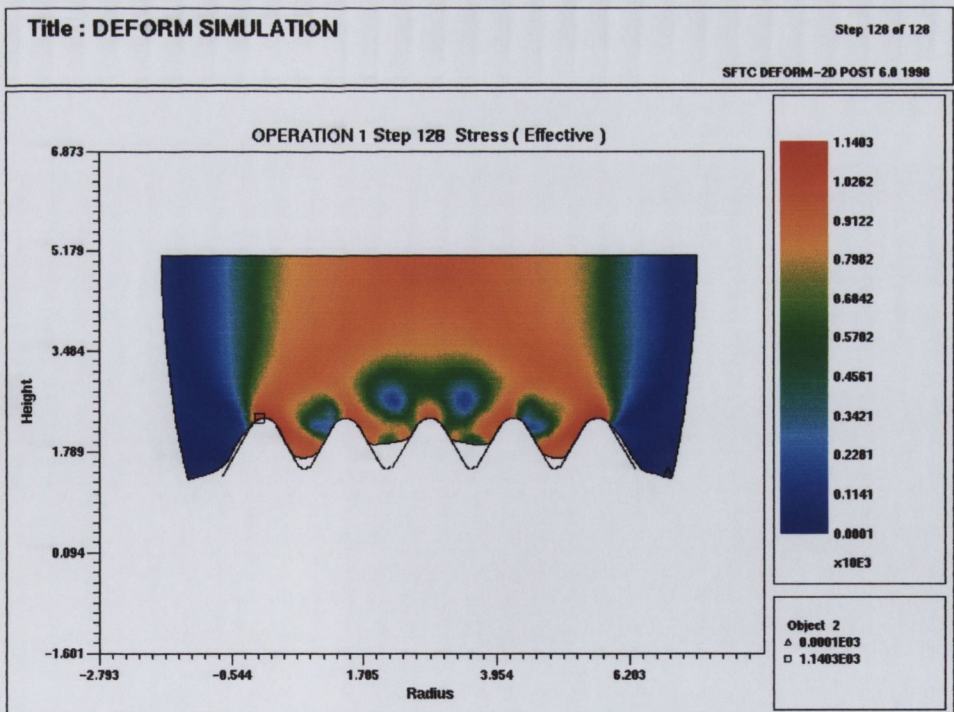 Title : DEFORM SIMULATION
Step 128 of 128
SFTC DEFORM-2D POST 6.0 1998
OPERATION 1 Step 128 Stress ( Effective )
6.873
5.179
3.484
1.789
0.094
-1.601
Height
-2.793
-0.544
1.705
3.954
6.203
Radius
1.1403
1.0262
0.9122
0.7982
0.6842
0.5702
0.4561
0.3421
0.2281
0.1141
0.0001
x10E3
Object 2
△ 0.0001E03
□ 1.1403E03